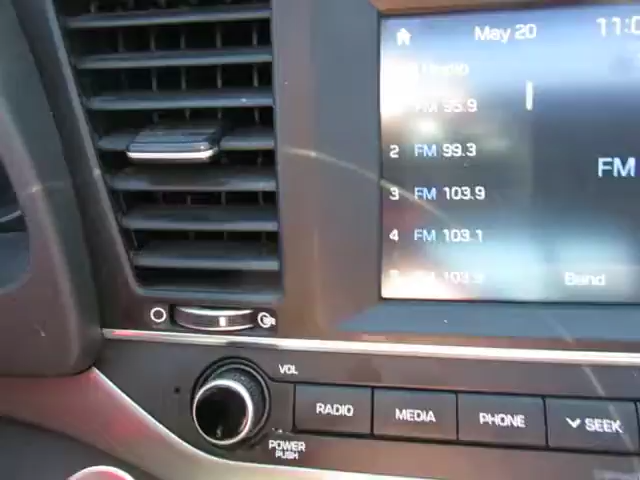 May 20
FM 95.9
2 FM 99.3
3 FM 103.9
FM
4 FM 103.1
Band
VOL
RADIO MEDIA PHONE SEEK
POWER
PUSH